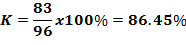 K = 83/96 x100% = 86.45%